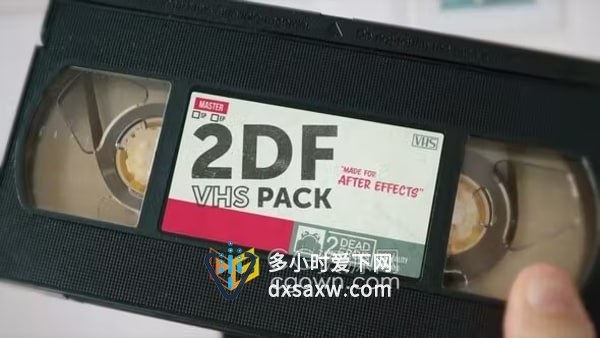 MASTER
SP EP
2DF
VHS
VHS PACK
"MADE FOR
AFTER EFFECTS"
2 DEAD
多小时爱下网
dxsaxw.com